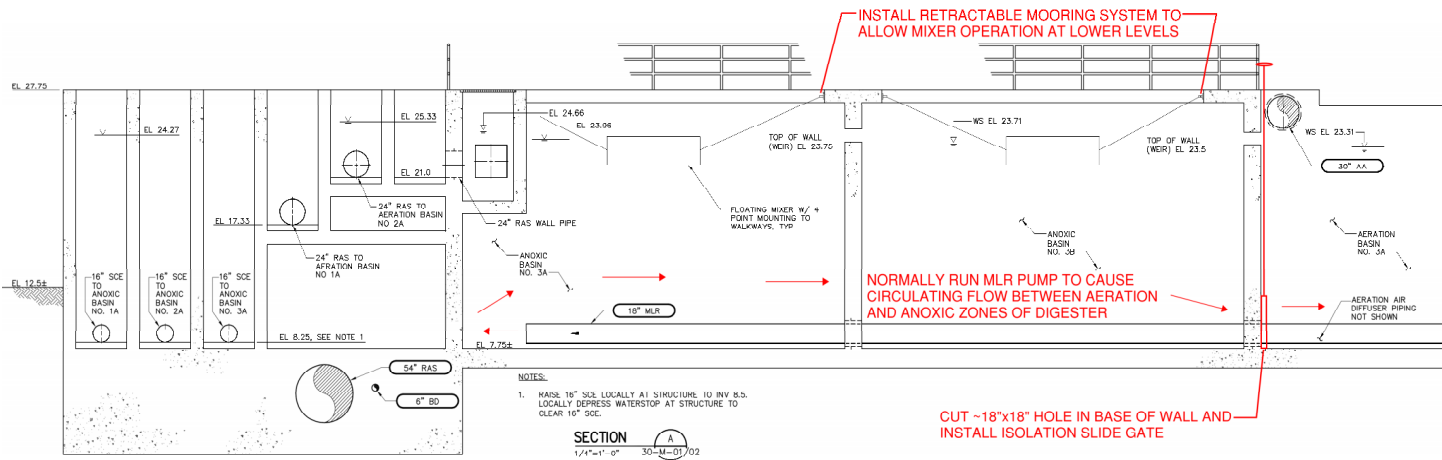 INSTALL RETRACTABLE MOORING SYSTEM TO
ALLOW MIXER OPERATION AT LOWER LEVELS
EL 27.75
EL 24.27
EL 25.33
EL 24.66
EL 23.96
TOP OF WALL
(WEIR) EL 23.75
WS EL 23.71
TOP OF WALL
(WEIR) EL 23.5
WS EL 23.31
30" AA
EL 21.0
24" RAS TO
AERATION BASIN
NO 2A
24" RAS WALL PIPE
FLOATING MIXER W/ 4
POINT MOUNTING TO
WALKWAYS, TYP
EL 17.33
24" RAS TO
AERATION BASIN
NO 1A
ANOXIC
BASIN
NO. 3A
ANOXIC
BASIN
NO. 3B
AERATION
BASIN
NO. 3A
EL 12.5±
16" SCE
TO
ANOXIC
BASIN
NO. 1A
16" SCE
TO
ANOXIC
BASIN
NO. 2A
16" SCE
TO
ANOXIC
BASIN
NO. 3A
NORMALLY RUN MLR PUMP TO CAUSE
CIRCULATING FLOW BETWEEN AERATION
AND ANOXIC ZONES OF DIGESTER
18" MLR
AERATION AIR
DIFFUSER PIPING
NOT SHOWN
EL 8.25, SEE NOTE 1
EL 7.75±
54" RAS
6" BD
NOTES:
1. RAISE 16" SCE LOCALLY AT STRUCTURE TO INV 8.5.
LOCALLY DEPRESS WATERSTOP AT STRUCTURE TO
CLEAR 16" SCE.
CUT ~18"x18" HOLE IN BASE OF WALL AND
INSTALL ISOLATION SLIDE GATE
SECTION A
1/4"=1'-0" 30-M-01/02